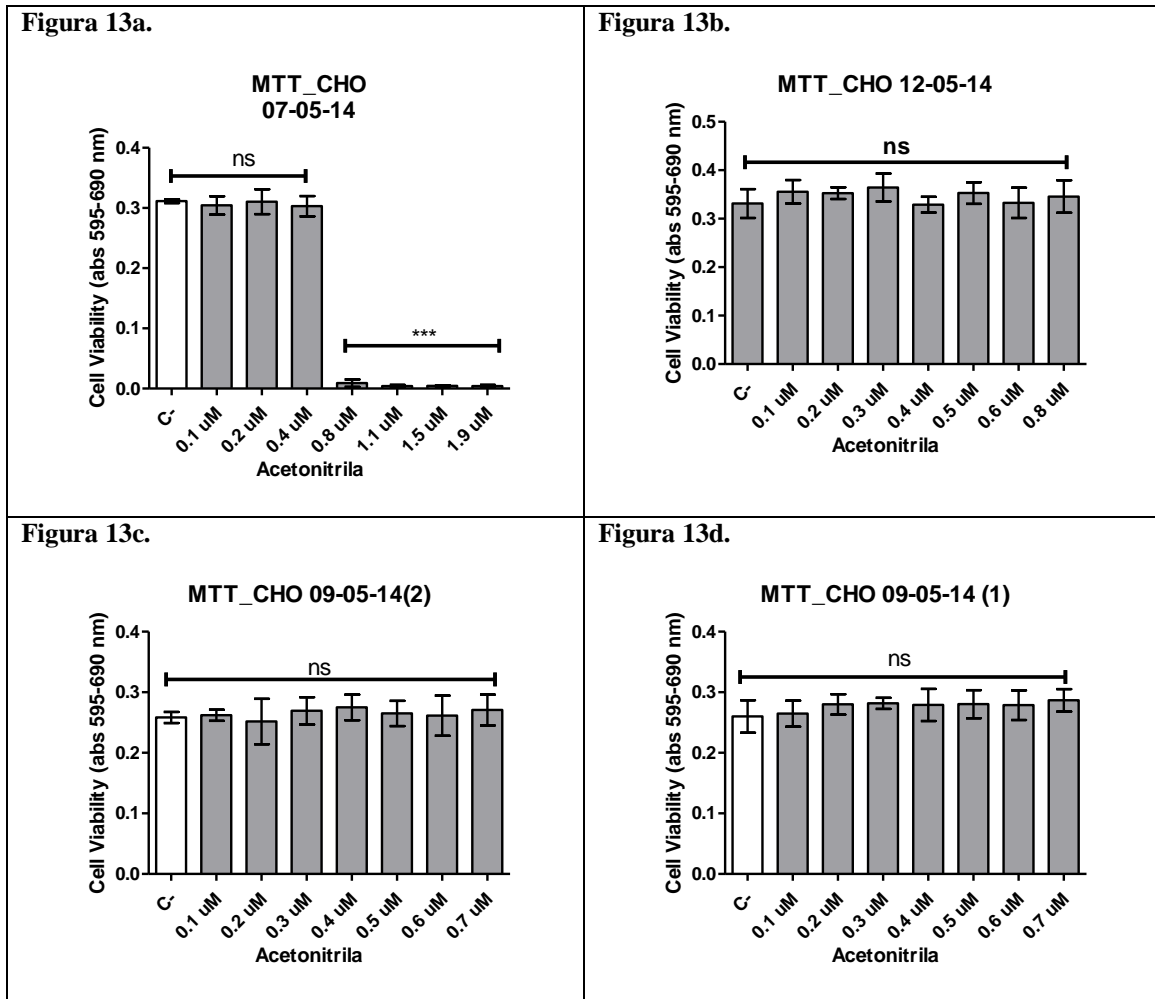 Figura 13a.
MTT_CHO
07-05-14
Cell Viability (abs 595-690 nm)
0.4
0.3
0.2
0.1
0.0
ns
***
C-
0.1 uM
0.2 uM
0.4 uM
0.8 uM
1.1 uM
1.5 uM
1.9 uM
Acetonitrila
Figura 13b.
MTT_CHO 12-05-14
Cell Viability (abs 595-690 nm)
0.5
0.4
0.3
0.2
0.1
0.0
ns
C-
0.1 uM
0.2 uM
0.3 uM
0.4 uM
0.5 uM
0.6 uM
0.8 uM
Acetonitrila
Figura 13c.
MTT_CHO 09-05-14(2)
Cell Viability (abs 595-690 nm)
0.4
0.3
0.2
0.1
0.0
ns
C-
0.1 uM
0.2 uM
0.3 uM
0.4 uM
0.5 uM
0.6 uM
0.7 uM
Acetonitrila
Figura 13d.
MTT_CHO 09-05-14 (1)
Cell Viability (abs 595-690 nm)
0.4
0.3
0.2
0.1
0.0
ns
C-
0.1 uM
0.2 uM
0.3 uM
0.4 uM
0.5 uM
0.6 uM
0.7 uM
Acetonitrila